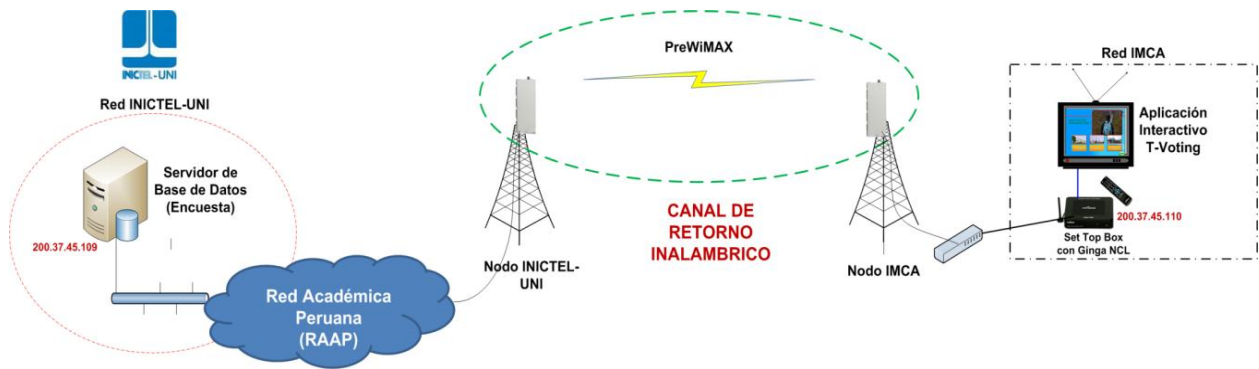 INICTEL-UNI
Red INICTEL-UNI
Servidor de
Base de Datos
(Encuesta)
200.37.45.109
Red Académica
Peruana
(RAAP)
Nodo INICTEL-
UNI
PreWiMAX
CANAL DE
RETORNO
INALAMBRICO
Nodo IMCA
Red IMCA
Aplicación
Interactivo
T-Voting
200.37.45.110
Set Top Box
con Ginga NCL